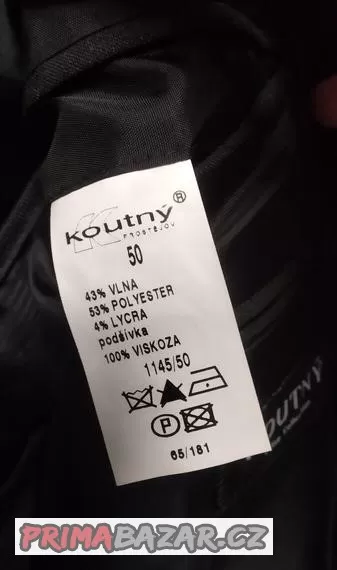 Koutný ®
PROSTĚJOV
50
43% VLNA
53% POLYESTER
4% LYCRA
podšívka
100% VISKOZA
1145/50
P
65/181
KOUTNÝ
PRIMABAZAR.CZ